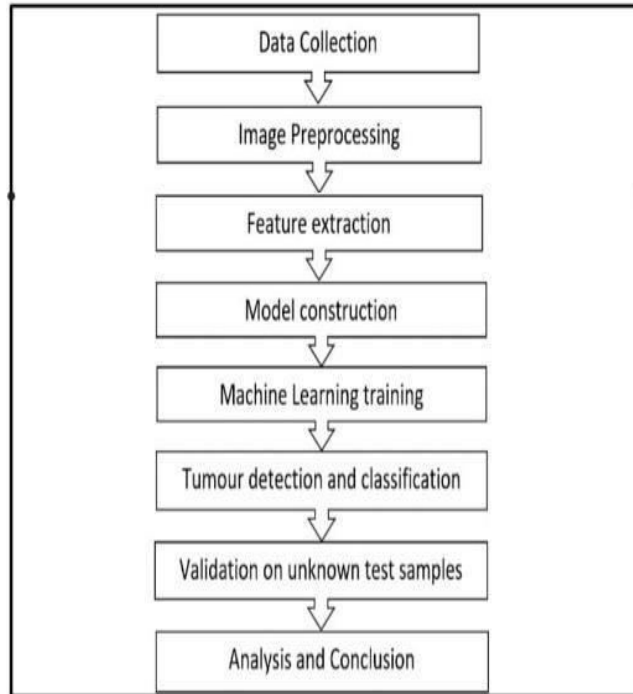 Data Collection
Image Preprocessing
Feature extraction
Model construction
Machine Learning training
Tumour detection and classification
Validation on unknown test samples
Analysis and Conclusion